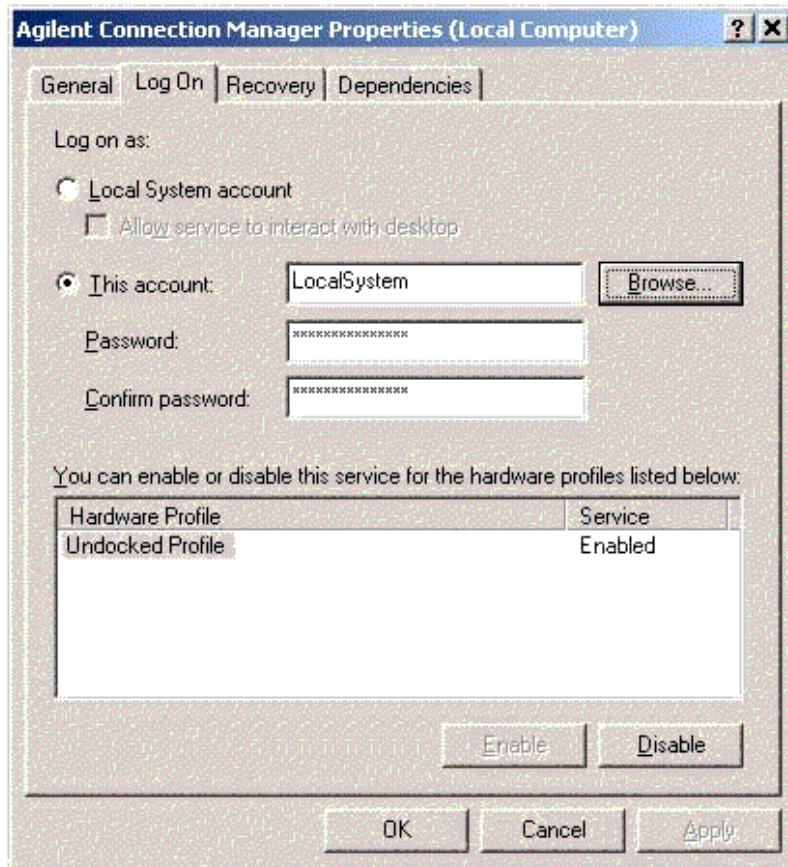 Agilent Connection Manager Properties (Local Computer) ? X
General Log On Recovery Dependencies
Log on as:
Local System account
Allow service to interact with desktop
This account: LocalSystem Browse...
Password: ***************
Confirm password: ***************
You can enable or disable this service for the hardware profiles listed below:
Hardware Profile Service
Undocked Profile Enabled
Enable Disable
OK Cancel Apply